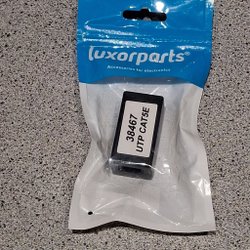 luxorparts®
Accessories for electronics
38467
UTP CAT5E